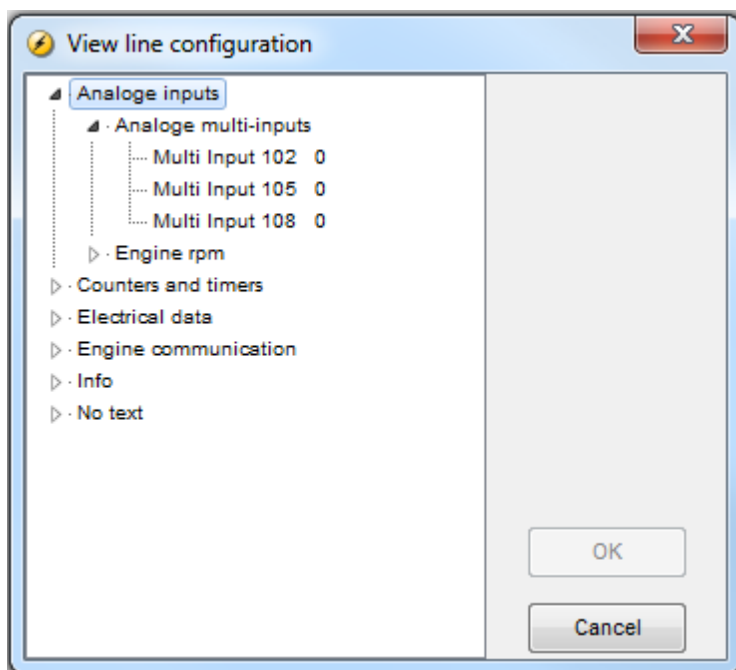 View line configuration
Analoge inputs
Analoge multi-inputs
Multi Input 102 0
Multi Input 105 0
Multi Input 108 0
Engine rpm
Counters and timers
Electrical data
Engine communication
Info
No text
OK
Cancel